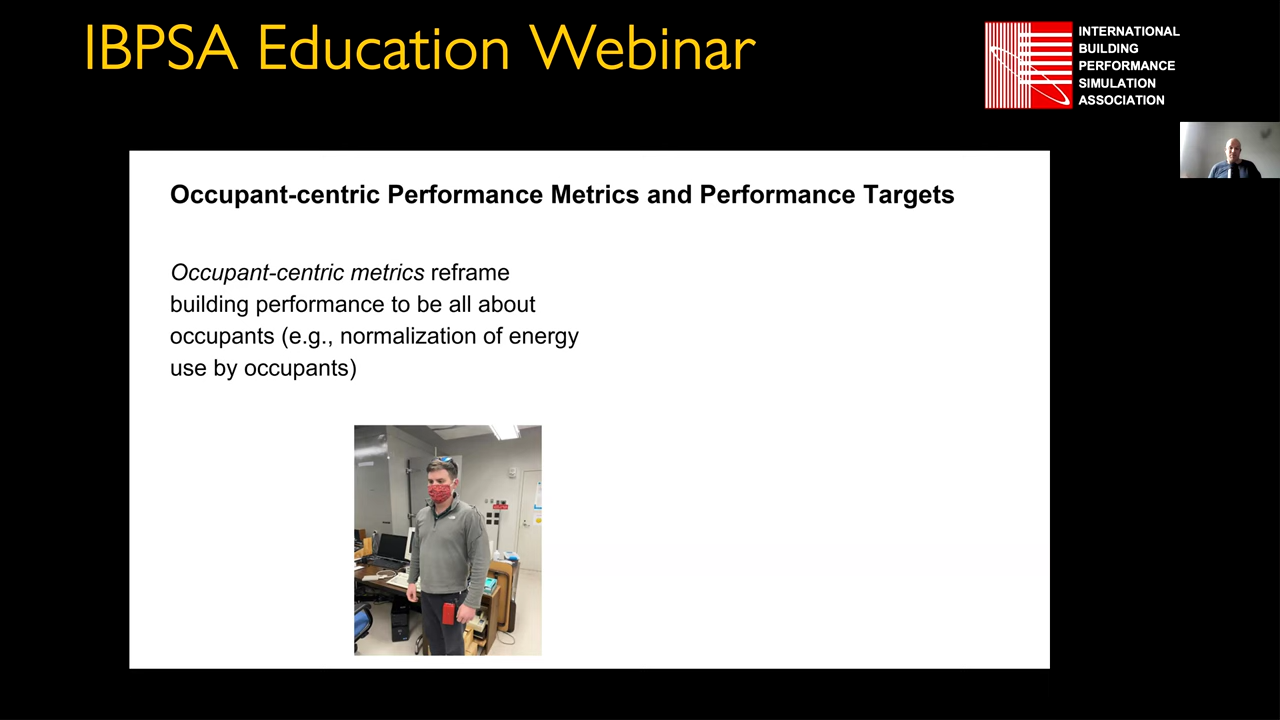 IBPSA Education Webinar
INTERNATIONAL
BUILDING
PERFORMANCE
SIMULATION
ASSOCIATION
Occupant-centric Performance Metrics and Performance Targets
Occupant-centric metrics reframe
building performance to be all about
occupants (e.g., normalization of energy
use by occupants)